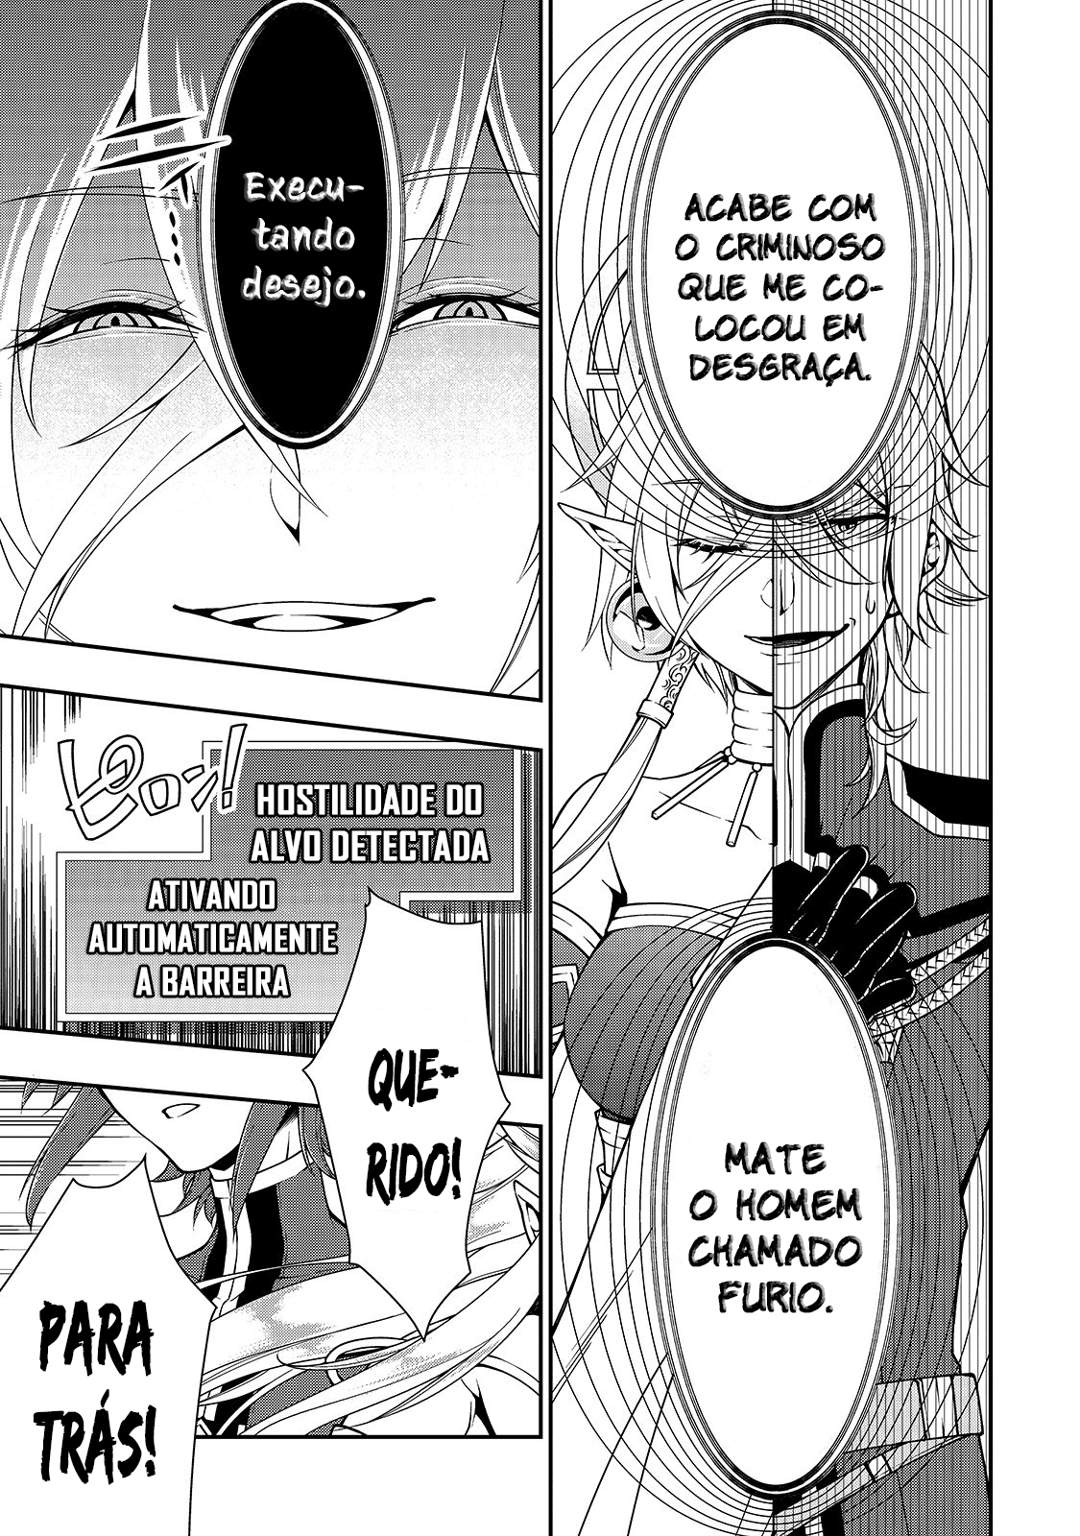 ACABE COM
O CRIMINOSO
QUE ME CO-
LOCOU EM
DESGRAÇA.
MATE
O HOMEM
CHAMADO
FURIO.
Execu-
tando
desejo.
ピロン!
HOSTILIDADE DO
ALVO DETECTADA
ATIVANDO
AUTOMATICAMENTE
A BARREIRA
QUE-
RIDO!
PARA
TRÁS!